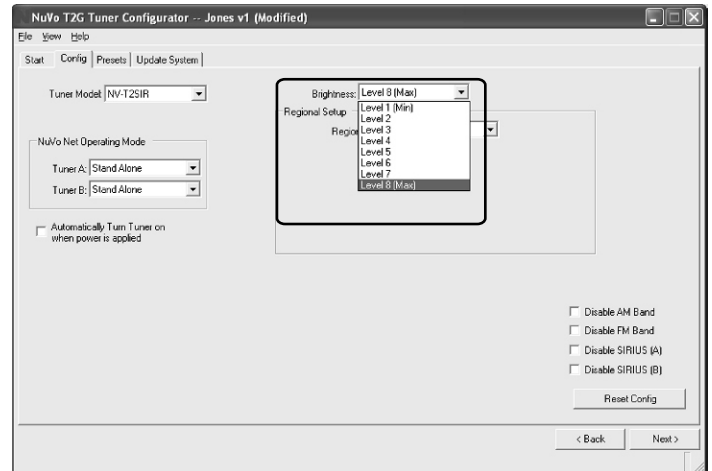 NuVo T2G Tuner Configurator -- Jones v1 (Modified)
File View Help
Start Config Presets Update System
Tuner Model: NV-T2SIR
NuVo Net Operating Mode
Tuner A: Stand Alone
Tuner B: Stand Alone
Automatically Turn Tuner on
when power is applied
Brightness: Level 8 (Max)
Regional Setup
Level 1 (Min)
Level 2
Level 3
Level 4
Level 5
Level 6
Level 7
Level 8 (Max)
Disable AM Band
Disable FM Band
Disable SIRIUS (A)
Disable SIRIUS (B)
Reset Config
< Back Next >